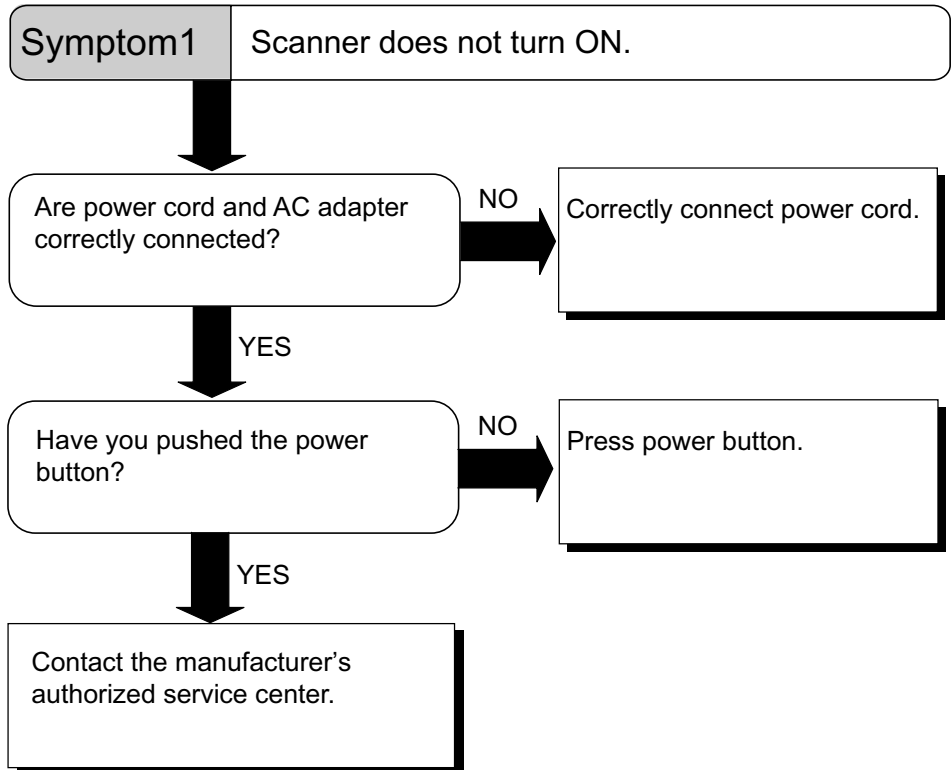 Symptom1
Scanner does not turn ON.
Are power cord and AC adapter
correctly connected?
NO
Correctly connect power cord.
YES
Have you pushed the power
button?
NO
Press power button.
YES
Contact the manufacturer’s
authorized service center.